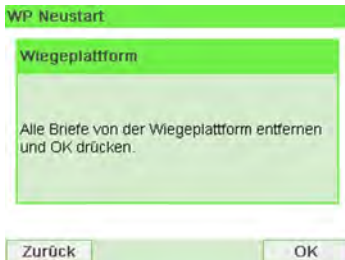 WP Neustart
Wiegeplattform
Alle Briefe von der Wiegeplattform entfernen
und OK drücken.
Zurück
OK